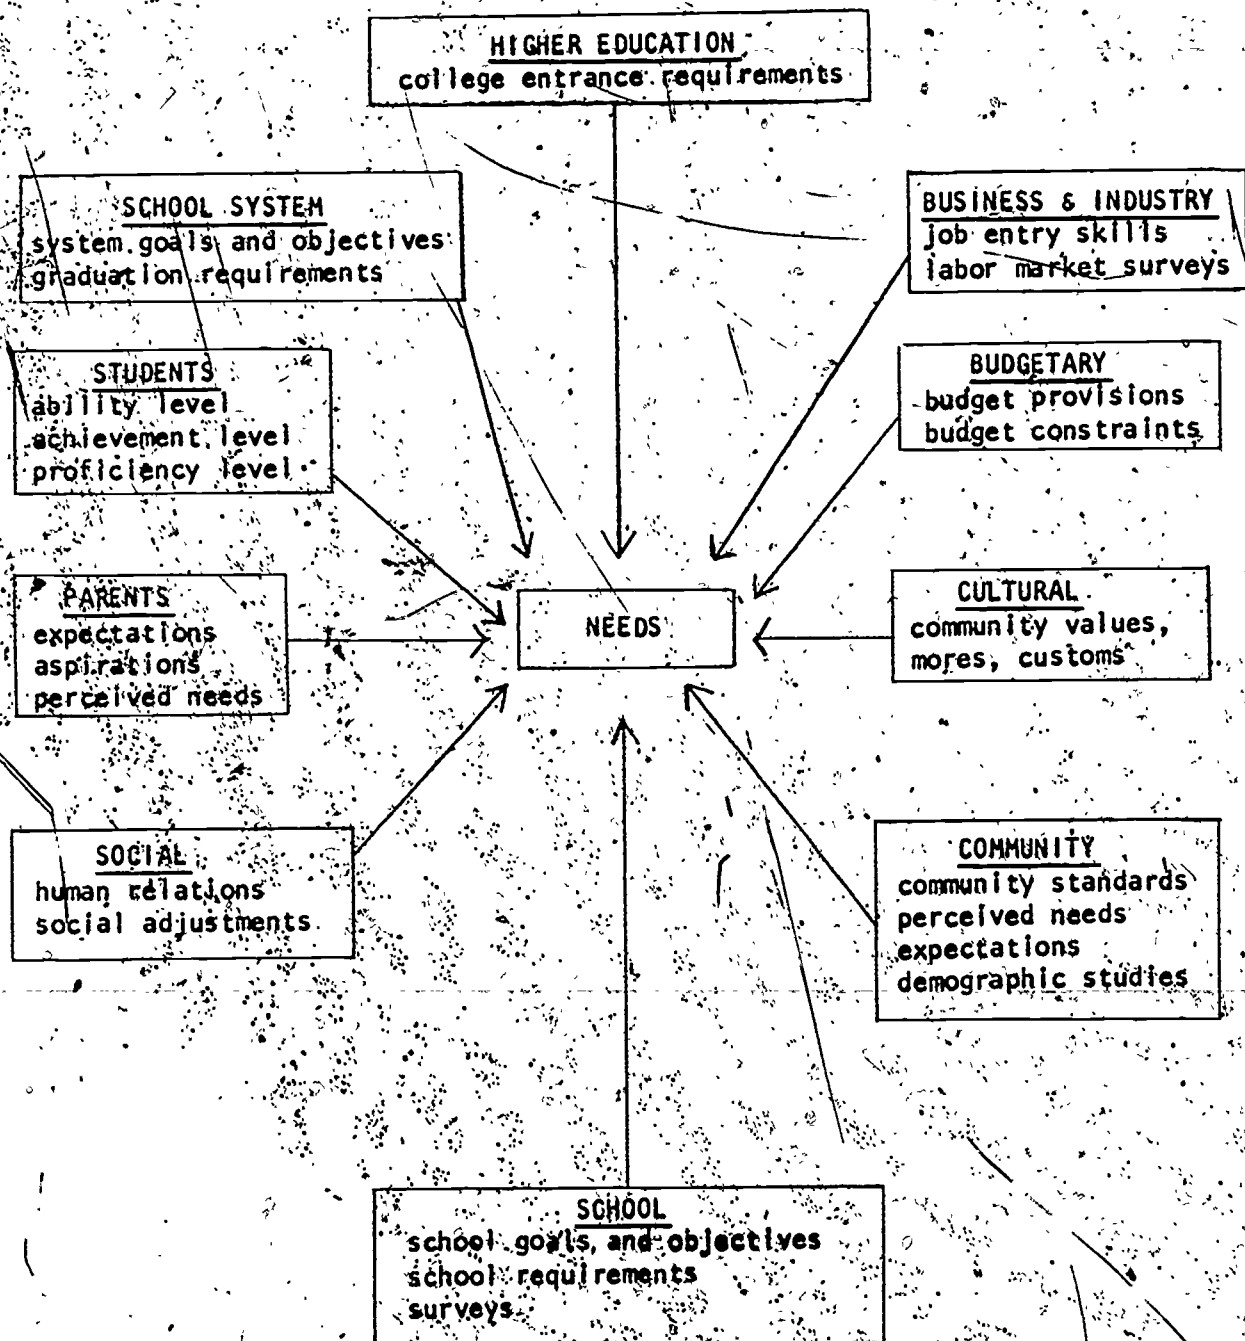 HIGHER EDUCATION
college entrance requirements
SCHOOL SYSTEM
system goals and objectives
graduation requirements
BUSINESS & INDUSTRY
job entry skills
labor market surveys
STUDENTS
ability level
achievement level
proficiency level
BUDGETARY
budget provisions
budget constraints
PARENTS
expectations
aspirations
perceived needs
NEEDS
CULTURAL
community values,
mores, customs
SOCIAL
human relations
social adjustments
COMMUNITY
community standards
perceived needs
expectations
demographic studies
SCHOOL
school goals, and objectives
school requirements
surveys